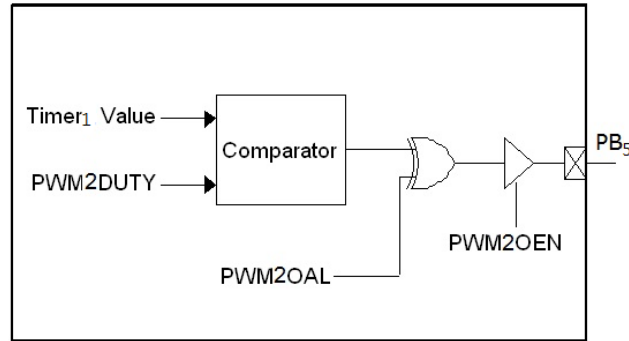 Timer1 Value
Comparator
PB5
PWM2DUTY
PWM2OEN
PWM2OAL